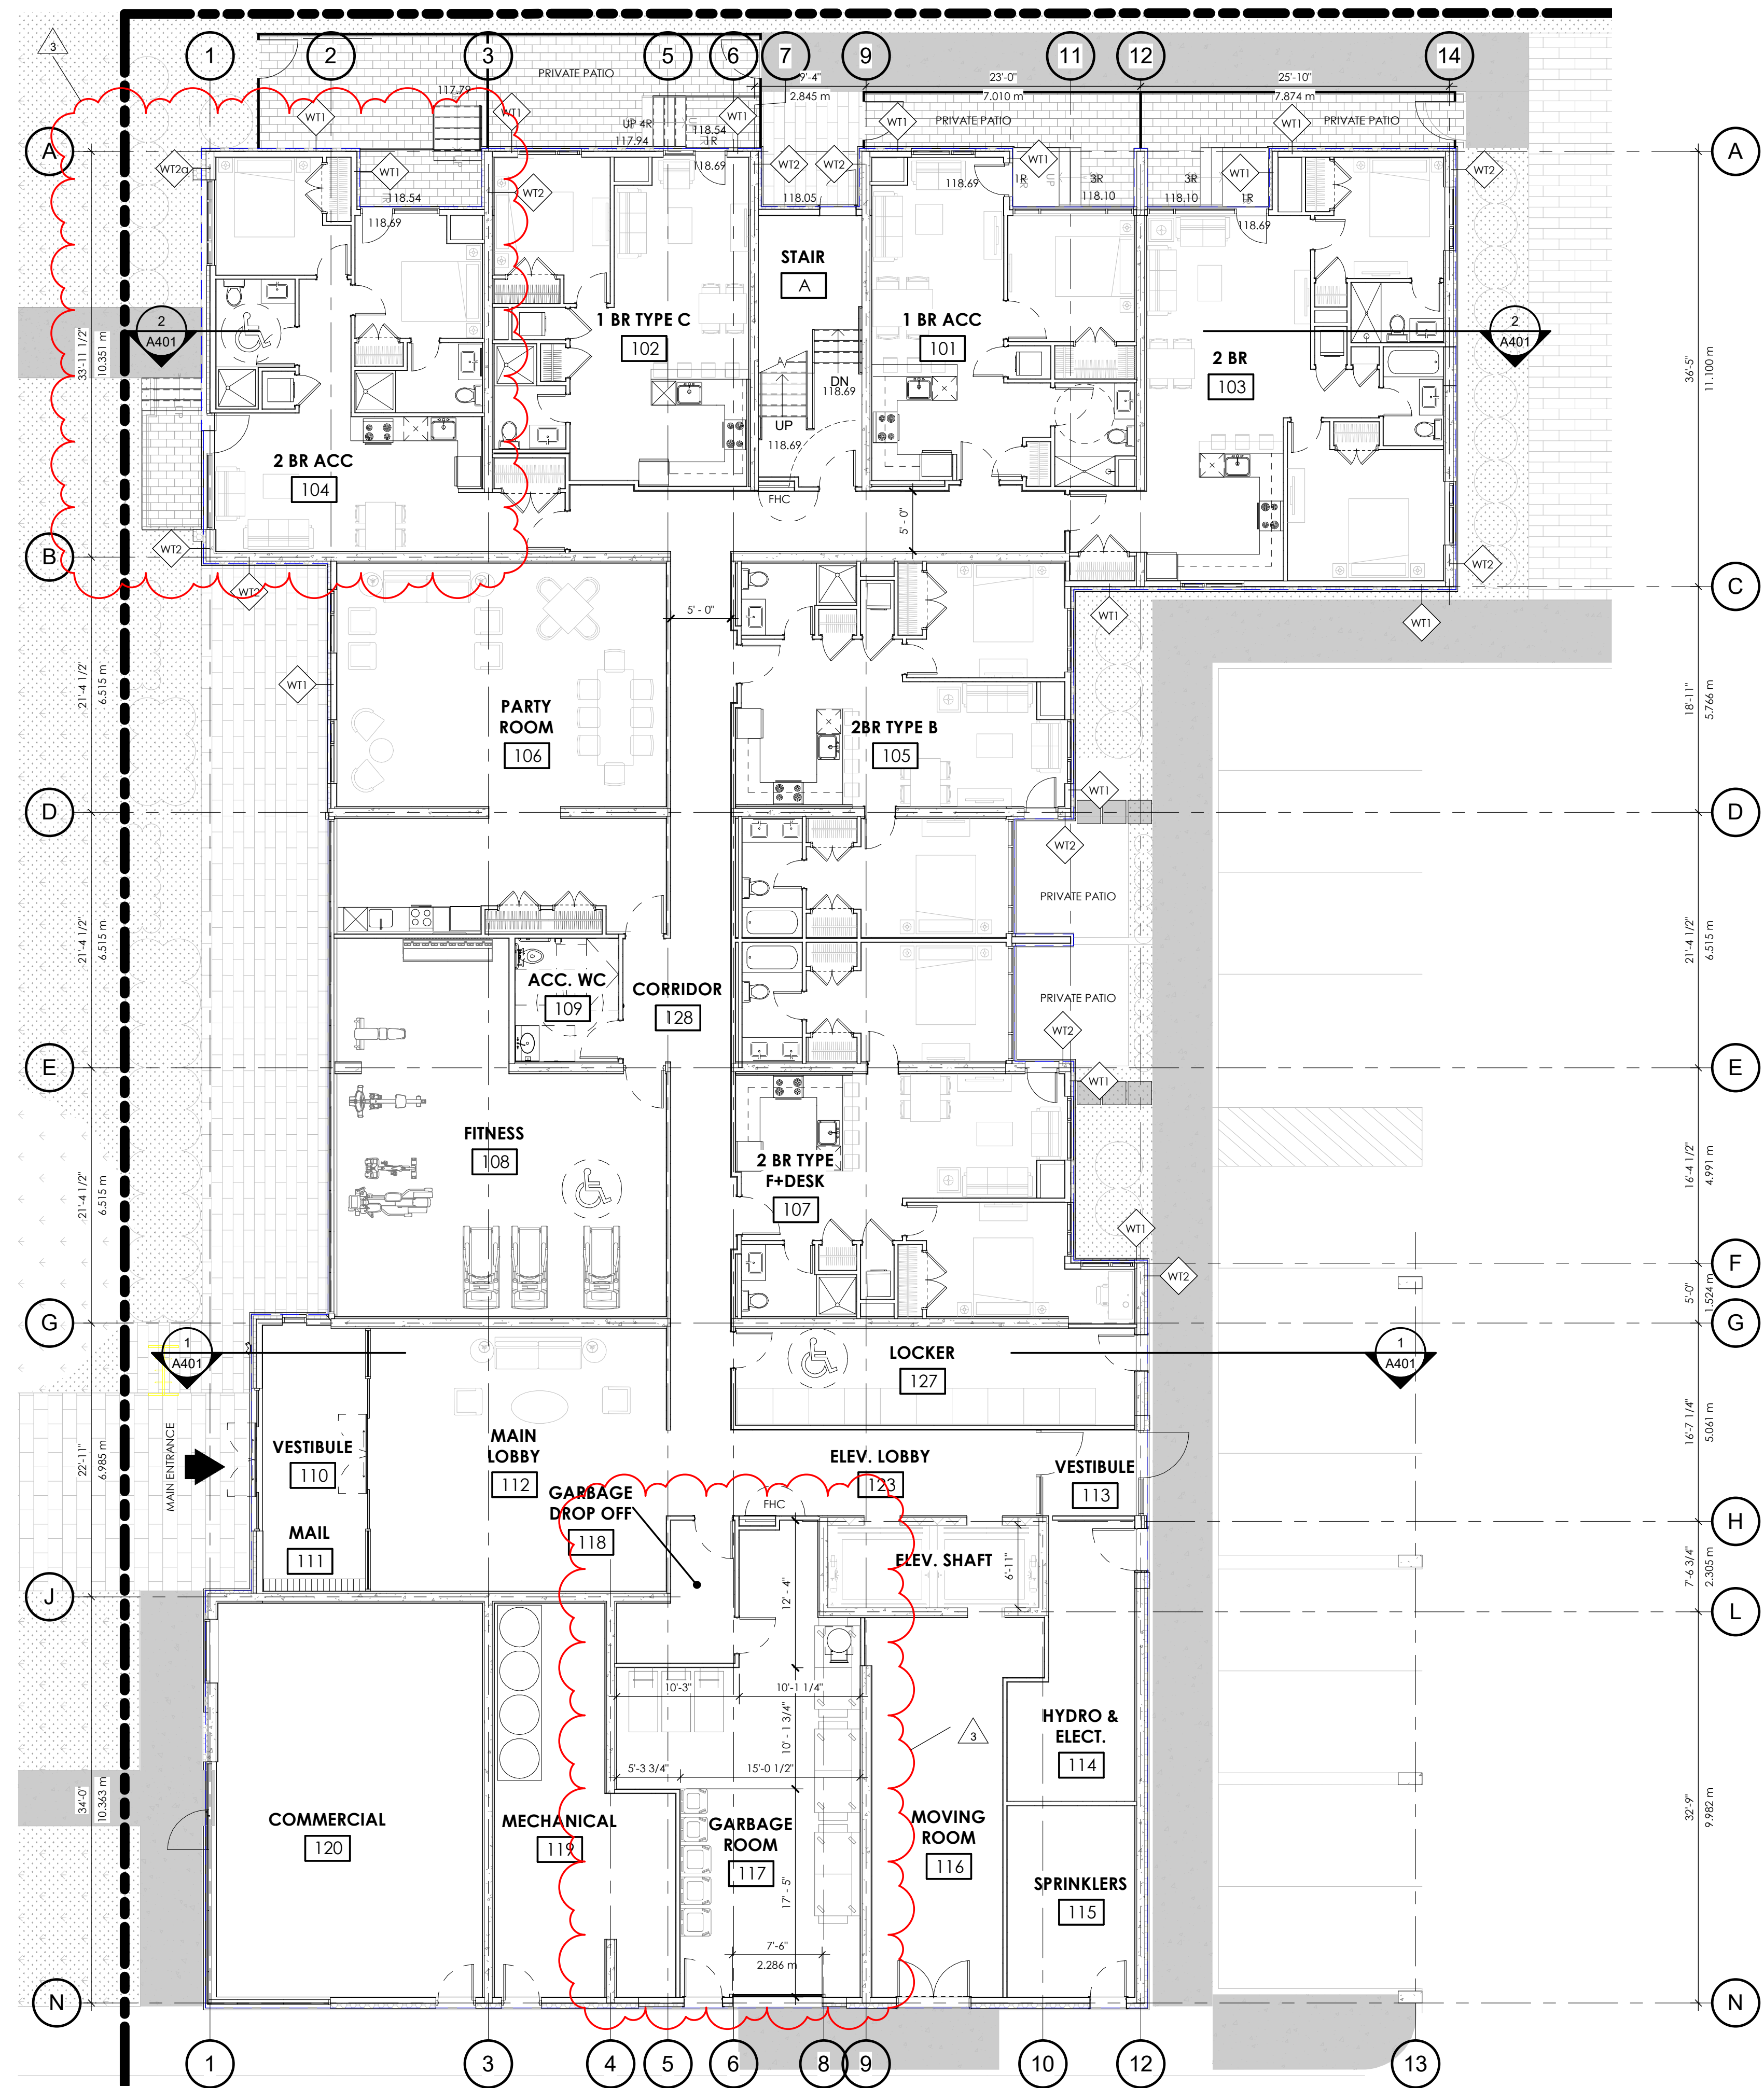 3
1
2
3
5
6
7
9
11
12
14
PRIVATE PATIO
9'-4"
2.845 m
23'-0"
7.010 m
25'-10"
7.874 m
117.79
WT1
WT1
WT1
WT1
PRIVATE PATIO
WT1
PRIVATE PATIO
UP 4R
117.94
118.54
1R
A
A
WT2a
WT1
118.54
118.69
WT2
118.69
WT2
WT2
118.05
118.69
WT1
1R
UP
3R
118.10
3R
118.10
WT1
1R
118.69
WT2
STAIR
A
2
A401
1 BR TYPE C
102
1 BR ACC
101
2 BR
103
2
A401
33'-11 1/2"
10.351 m
36'-5"
11.100 m
DN
118.69
UP
118.69
2 BR ACC
104
FHC
5' - 0"
B
WT2
WT2
WT2
C
WT1
WT1
5' - 0"
21'-4 1/2"
6.515 m
WT1
PARTY
ROOM
106
2BR TYPE B
105
18'-11"
5.766 m
WT1
D
D
WT2
PRIVATE PATIO
21'-4 1/2"
6.515 m
21'-4 1/2"
6.515 m
ACC. WC
109
CORRIDOR
128
PRIVATE PATIO
WT2
E
E
WT1
FITNESS
108
2 BR TYPE
F+DESK
107
21'-4 1/2"
6.515 m
16'-4 1/2"
4.991 m
WT1
WT2
F
5'-0"
1.524 m
G
G
1
A401
LOCKER
127
1
A401
MAIN ENTRANCE
VESTIBULE
110
MAIN
LOBBY
112
ELEV. LOBBY
123
VESTIBULE
113
22'-11"
6.985 m
16'-7 1/4"
5.061 m
GARBAGE
DROP OFF
118
FHC
MAIL
111
H
ELEV. SHAFT
6'-11"
7'-6 3/4"
2.305 m
12' - 4"
J
L
10'-3"
10'-1 1/4"
10' - 1 3/4"
3
HYDRO &
ELECT.
114
5'-3 3/4"
15'-0 1/2"
34'-0"
10.363 m
32'-9"
9.982 m
COMMERCIAL
120
MECHANICAL
119
GARBAGE
ROOM
117
MOVING
ROOM
116
17' - 5"
SPRINKLERS
115
7'-6"
2.286 m
N
N
1
3
4
5
6
8
9
10
12
13